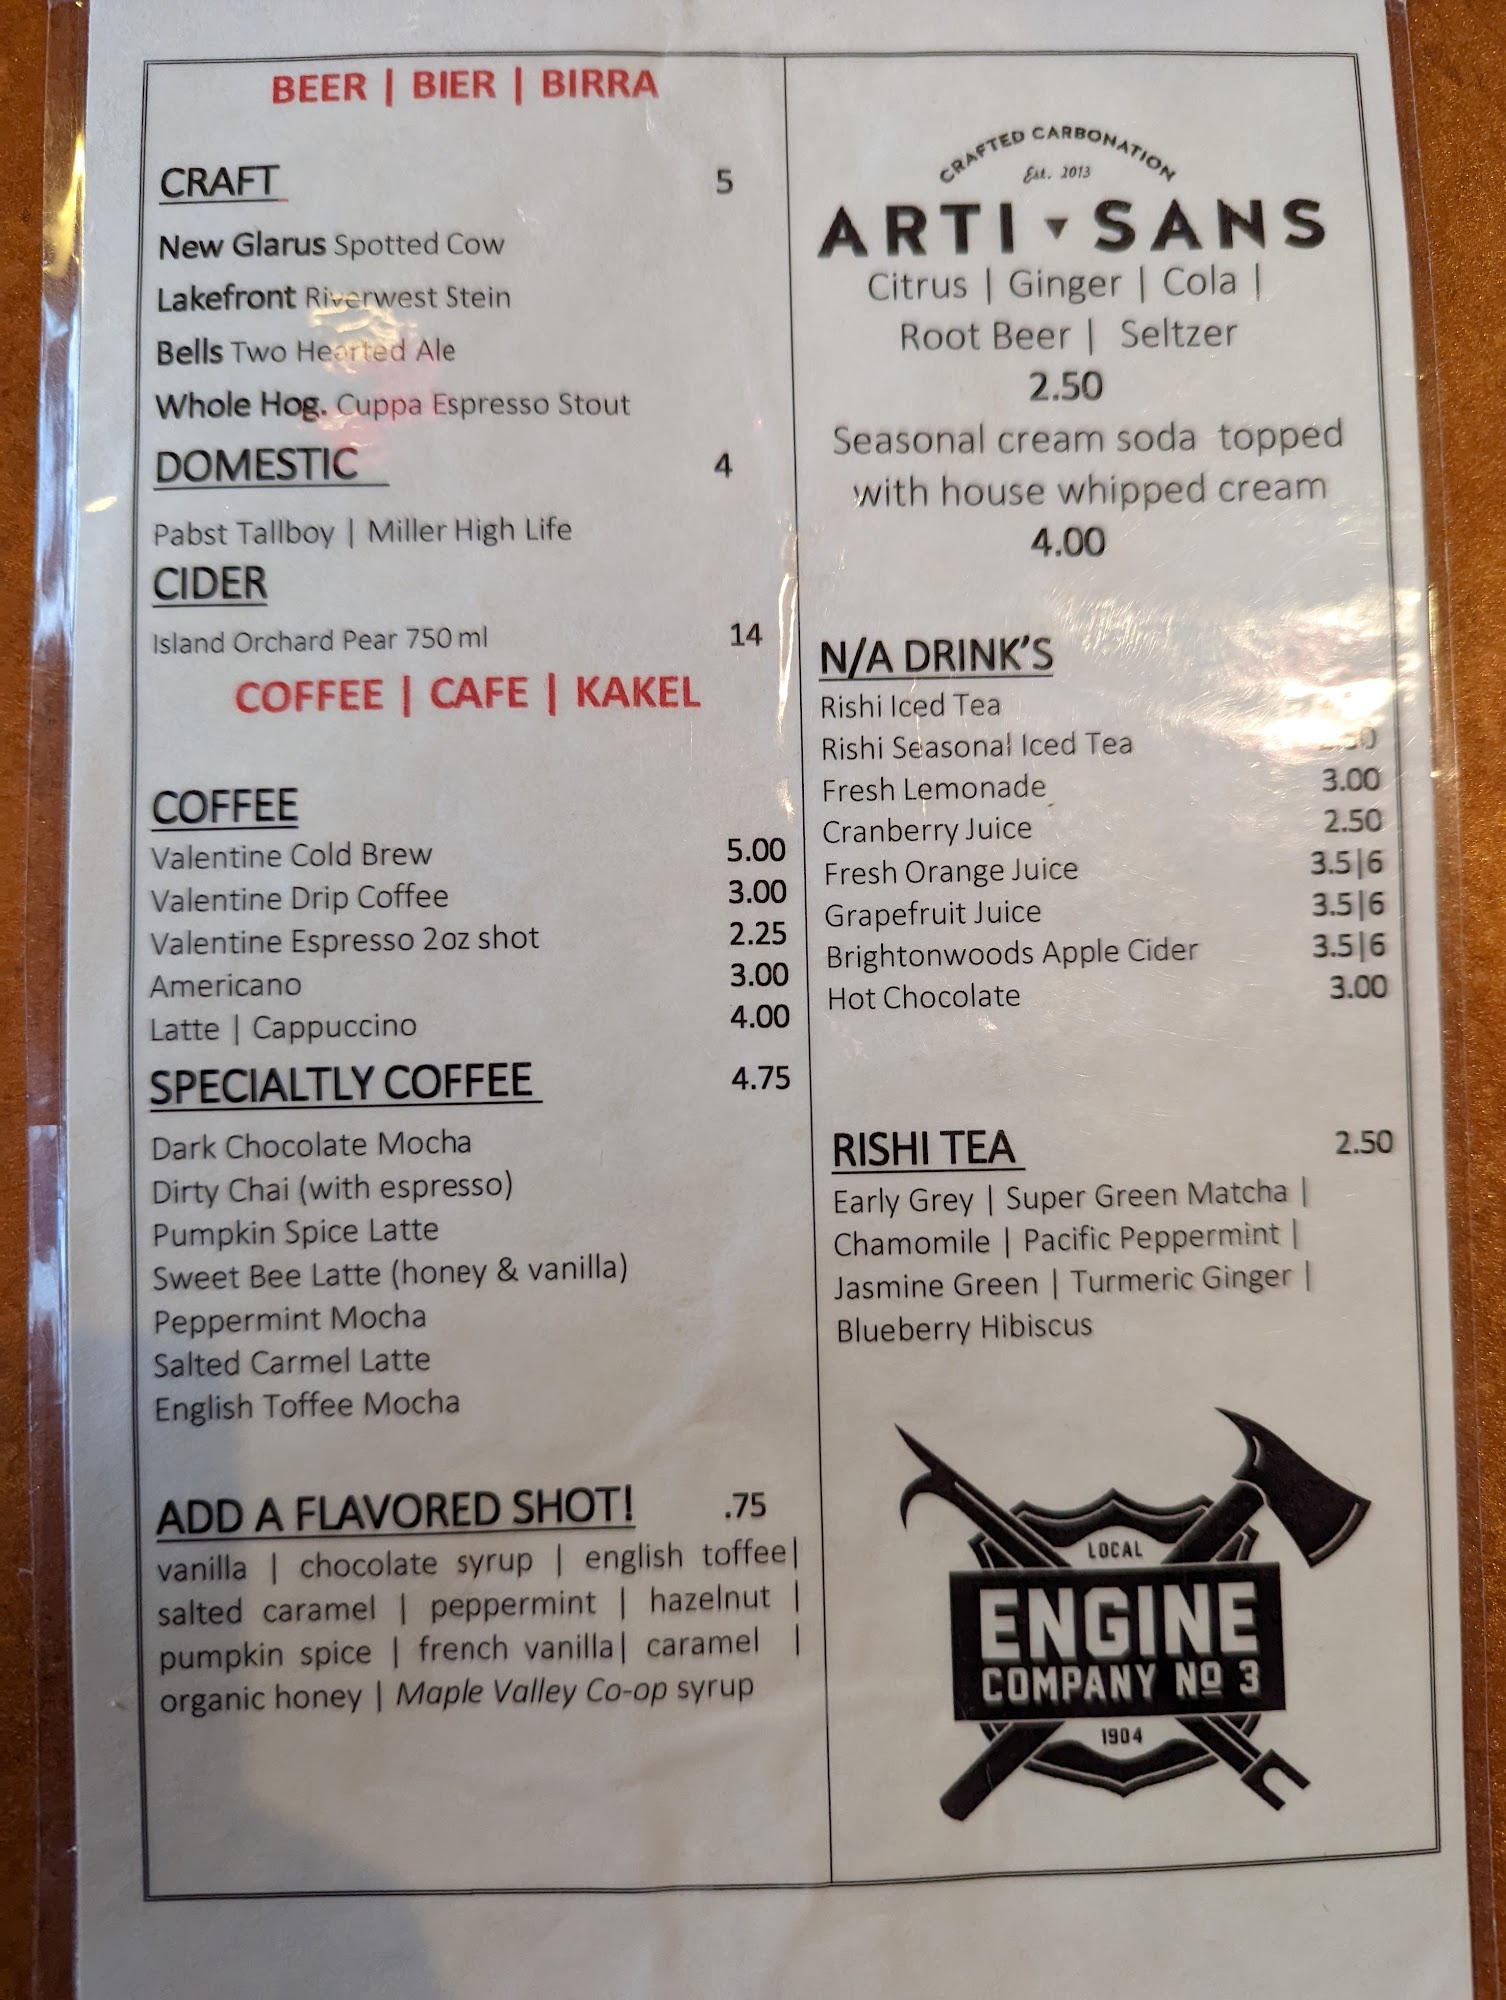 BEER | BIER | BIRRA
CRAFT 5
New Glarus Spotted Cow
Lakefront Riverwest Stein
Bells Two Hearted Ale
Whole Hog. Cuppa Espresso Stout
DOMESTIC 4
Pabst Tallboy | Miller High Life
CIDER
Island Orchard Pear 750 ml 14
COFFEE | CAFE | KAKEL
COFFEE
Valentine Cold Brew 5.00
Valentine Drip Coffee 3.00
Valentine Espresso 2oz shot 2.25
Americano 3.00
Latte | Cappuccino 4.00
SPECIALTLY COFFEE 4.75
Dark Chocolate Mocha
Dirty Chai (with espresso)
Pumpkin Spice Latte
Sweet Bee Latte (honey & vanilla)
Peppermint Mocha
Salted Carmel Latte
English Toffee Mocha
ADD A FLAVORED SHOT! .75
vanilla | chocolate syrup | english toffee|
salted caramel | peppermint | hazelnut |
pumpkin spice | french vanilla| caramel |
organic honey | Maple Valley Co-op syrup
CRAFTED CARBONATION
Est. 2013
ARTI SANS
Citrus | Ginger | Cola |
Root Beer | Seltzer
2.50
Seasonal cream soda topped
with house whipped cream
4.00
N/A DRINK'S
Rishi Iced Tea
Rishi Seasonal Iced Tea
Fresh Lemonade 3.00
Cranberry Juice 2.50
Fresh Orange Juice 3.5|6
Grapefruit Juice 3.5|6
Brightonwoods Apple Cider 3.5|6
Hot Chocolate 3.00
RISHI TEA 2.50
Early Grey | Super Green Matcha |
Chamomile | Pacific Peppermint |
Jasmine Green | Turmeric Ginger |
Blueberry Hibiscus
LOCAL
ENGINE
COMPANY No 3
1904